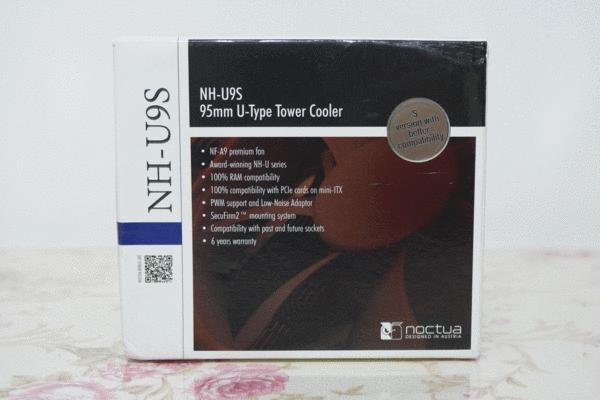 NH-U9S
NH-U9S
95mm U-Type Tower Cooler
S
version with
better
compatibility
• NF-A9 premium fan
• Award-winning NH-U series
• 100% RAM compatibility
• 100% compatibility with PCIe cards on mini-ITX
• PWM support and Low-Noise Adaptor
• SecuFirm2™ mounting system
• Compatibility with past and future sockets
• 6 years warranty
noctua
DESIGNED IN AUSTRIA